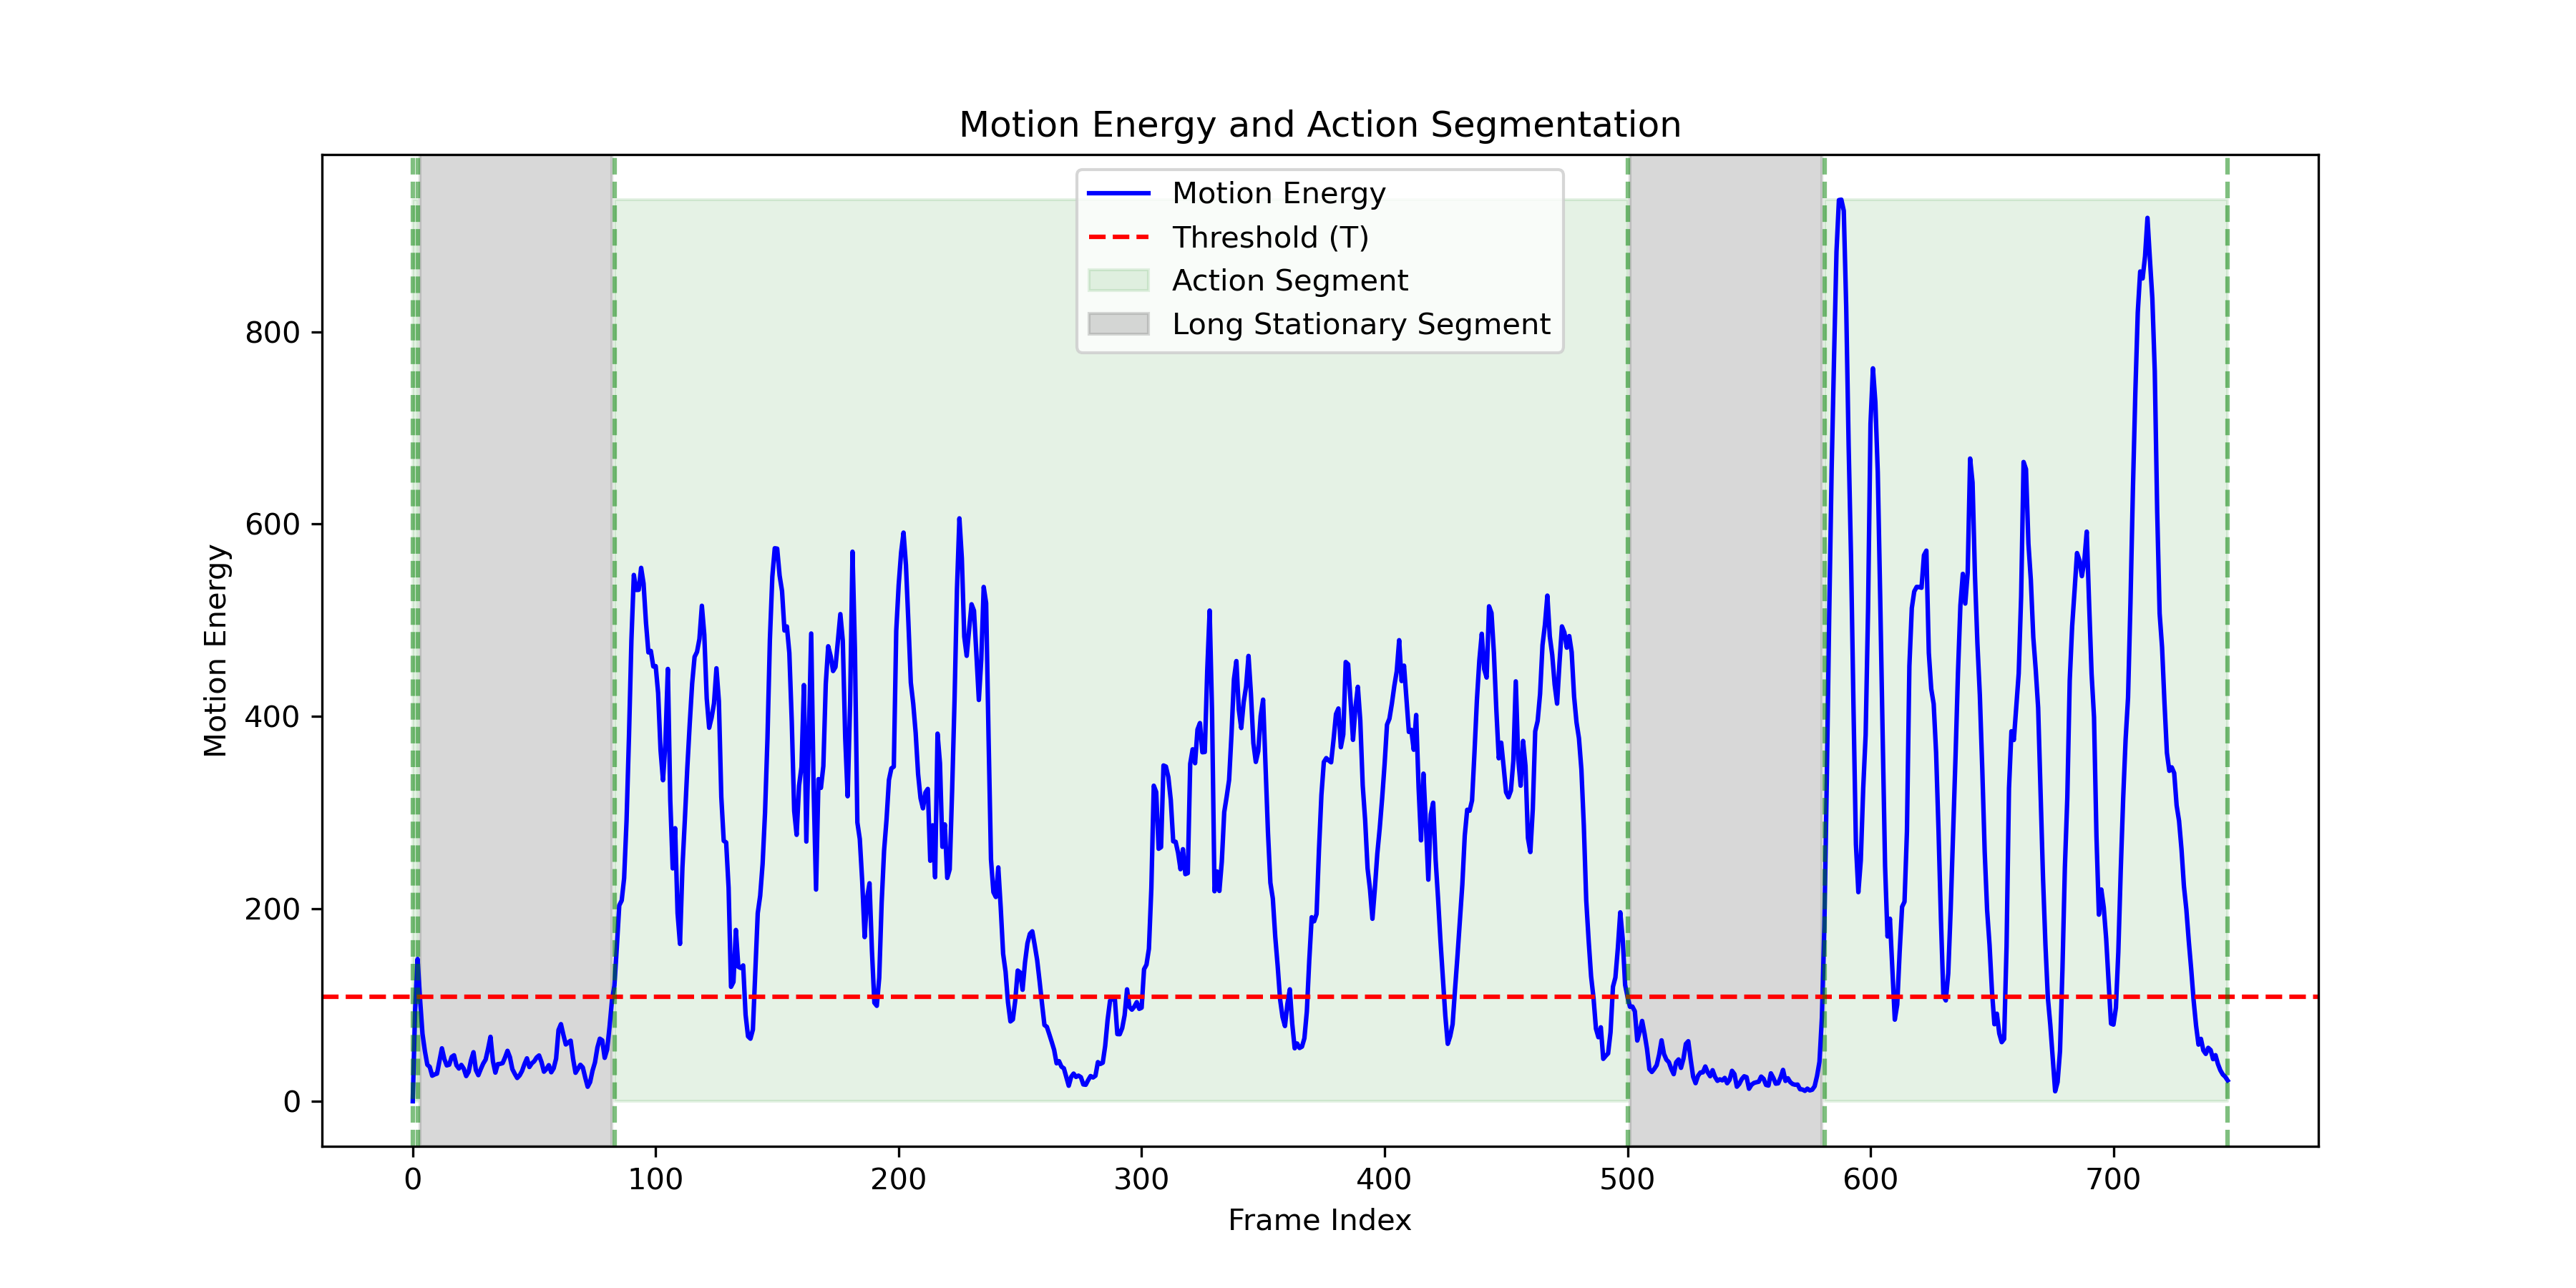 Motion Energy and Action Segmentation
Motion Energy
Threshold (T)
Action Segment
Long Stationary Segment
Motion Energy
800
600
400
200
0
0 100 200 300 400 500 600 700
Frame Index